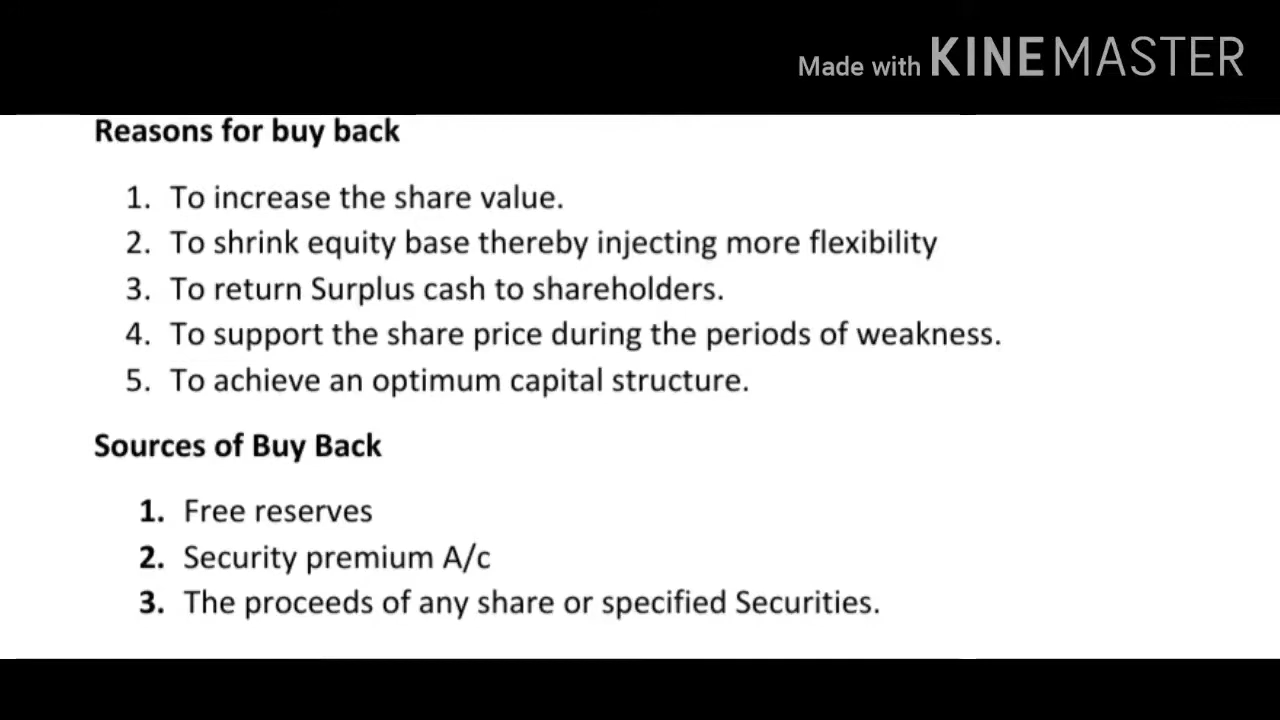 Made with KINEMASTER
Reasons for buy back
1. To increase the share value.
2. To shrink equity base thereby injecting more flexibility
3. To return Surplus cash to shareholders.
4. To support the share price during the periods of weakness.
5. To achieve an optimum capital structure.
Sources of Buy Back
1. Free reserves
2. Security premium A/c
3. The proceeds of any share or specified Securities.